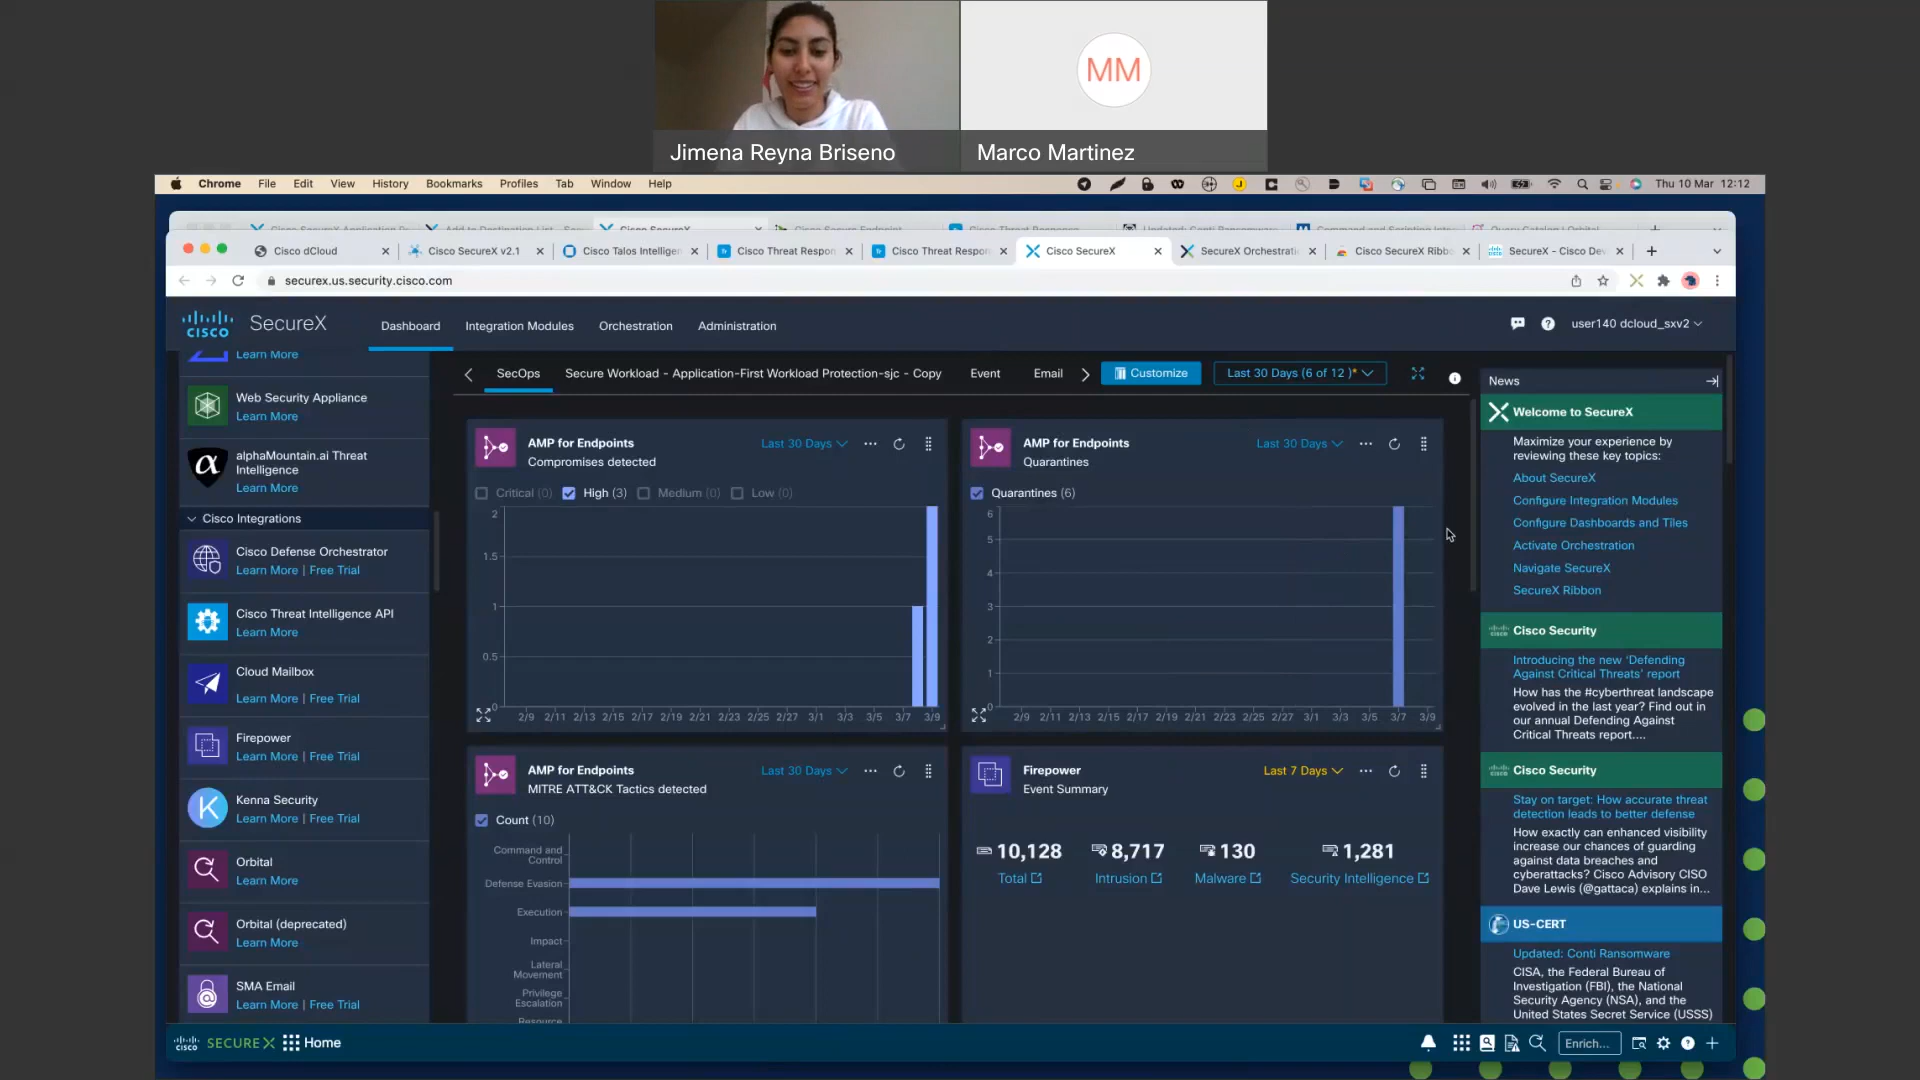 MM
Jimena Reyna Briseno
Marco Martinez
Chrome File Edit View History Bookmarks Profiles Tab Window Help
Thu 10 Mar 12:12
Cisco dCloud
Cisco SecureX v2.1
Cisco Talos Intelligen
Cisco Threat Respon
Cisco Threat Respon
Cisco SecureX
SecureX Orchestrati
Cisco SecureX Ribb
SecureX - Cisco Dev
securex.us.security.cisco.com
CISCO SecureX
Dashboard
Integration Modules
Orchestration
Administration
user140 dcloud_sxv2
Learn More
Web Security Appliance
Learn More
alphaMountain.ai Threat
Intelligence
Learn More
Cisco Integrations
Cisco Defense Orchestrator
Learn More | Free Trial
Cisco Threat Intelligence API
Learn More
Cloud Mailbox
Learn More | Free Trial
Firepower
Learn More | Free Trial
K
Kenna Security
Learn More | Free Trial
Orbital
Learn More
Orbital (deprecated)
Learn More
SMA Email
Learn More | Free Trial
SecOps
Secure Workload - Application-First Workload Protection-sjc - Copy
Event
Email
Customize
Last 30 Days (6 of 12 )*
AMP for Endpoints
Last 30 Days
Compromises detected
Critical (0) High (3) Medium (0) Low (0)
2
1.5
1
0.5
0
2/9 2/11 2/13 2/15 2/17 2/19 2/21 2/23 2/25 2/27 3/1 3/3 3/5 3/7 3/9
AMP for Endpoints
Last 30 Days
Quarantines
Quarantines (6)
6
5
4
3
2
1
0
2/9 2/11 2/13 2/15 2/17 2/19 2/21 2/23 2/25 2/27 3/1 3/3 3/5 3/7 3/9
AMP for Endpoints
Last 30 Days
MITRE ATT&CK Tactics detected
Count (10)
Command and
Control
Defense Evasion
Execution
Impact
Lateral
Movement
Privilege
Escalation
Resource
Firepower
Last 7 Days
Event Summary
10,128 8,717 130 1,281
Total Intrusion Malware Security Intelligence
News
Welcome to SecureX
Maximize your experience by
reviewing these key topics:
About SecureX
Configure Integration Modules
Configure Dashboards and Tiles
Activate Orchestration
Navigate SecureX
SecureX Ribbon
Cisco Security
Introducing the new ‘Defending
Against Critical Threats’ report
How has the #cyberthreat landscape
evolved in the last year? Find out in
our annual Defending Against
Critical Threats report....
Cisco Security
Stay on target: How accurate threat
detection leads to better defense
How exactly can enhanced visibility
increase our chances of guarding
against data breaches and
cyberattacks? Cisco Advisory CISO
Dave Lewis (@gattaca) explains in...
US-CERT
Updated: Conti Ransomware
CISA, the Federal Bureau of
Investigation (FBI), the National
Security Agency (NSA), and the
United States Secret Service (USSS)
CISCO SECUREX Home
Enrich...